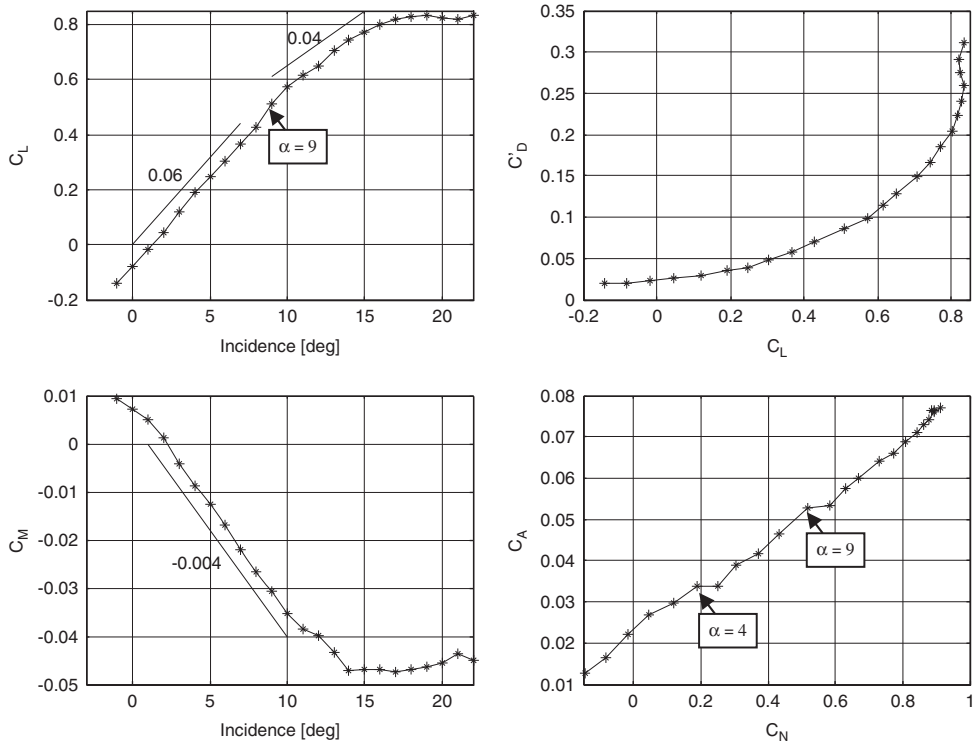 0.8
0.6
0.4
0.2
0
-0.2
C_L
0.04
0.06
α = 9
0 5 10 15 20
Incidence [deg]
0.35
0.3
0.25
0.2
0.15
0.1
0.05
0
C'_D
-0.2 0 0.2 0.4 0.6 0.8
C_L
0.01
0
-0.01
-0.02
-0.03
-0.04
-0.05
C_M
-0.004
0 5 10 15 20
Incidence [deg]
0.08
0.07
0.06
0.05
0.04
0.03
0.02
0.01
C_A
α = 9
α = 4
0 0.2 0.4 0.6 0.8 1
C_N